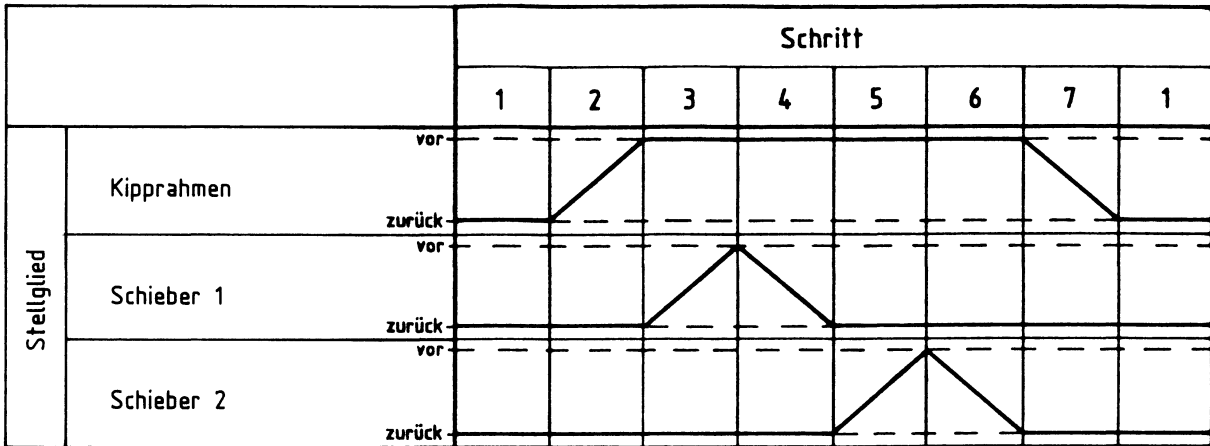 Schritt
1 2 3 4 5 6 7 1
Stellglied
vor
Kipprahmen
zurück
vor
Schieber 1
zurück
vor
Schieber 2
zurück